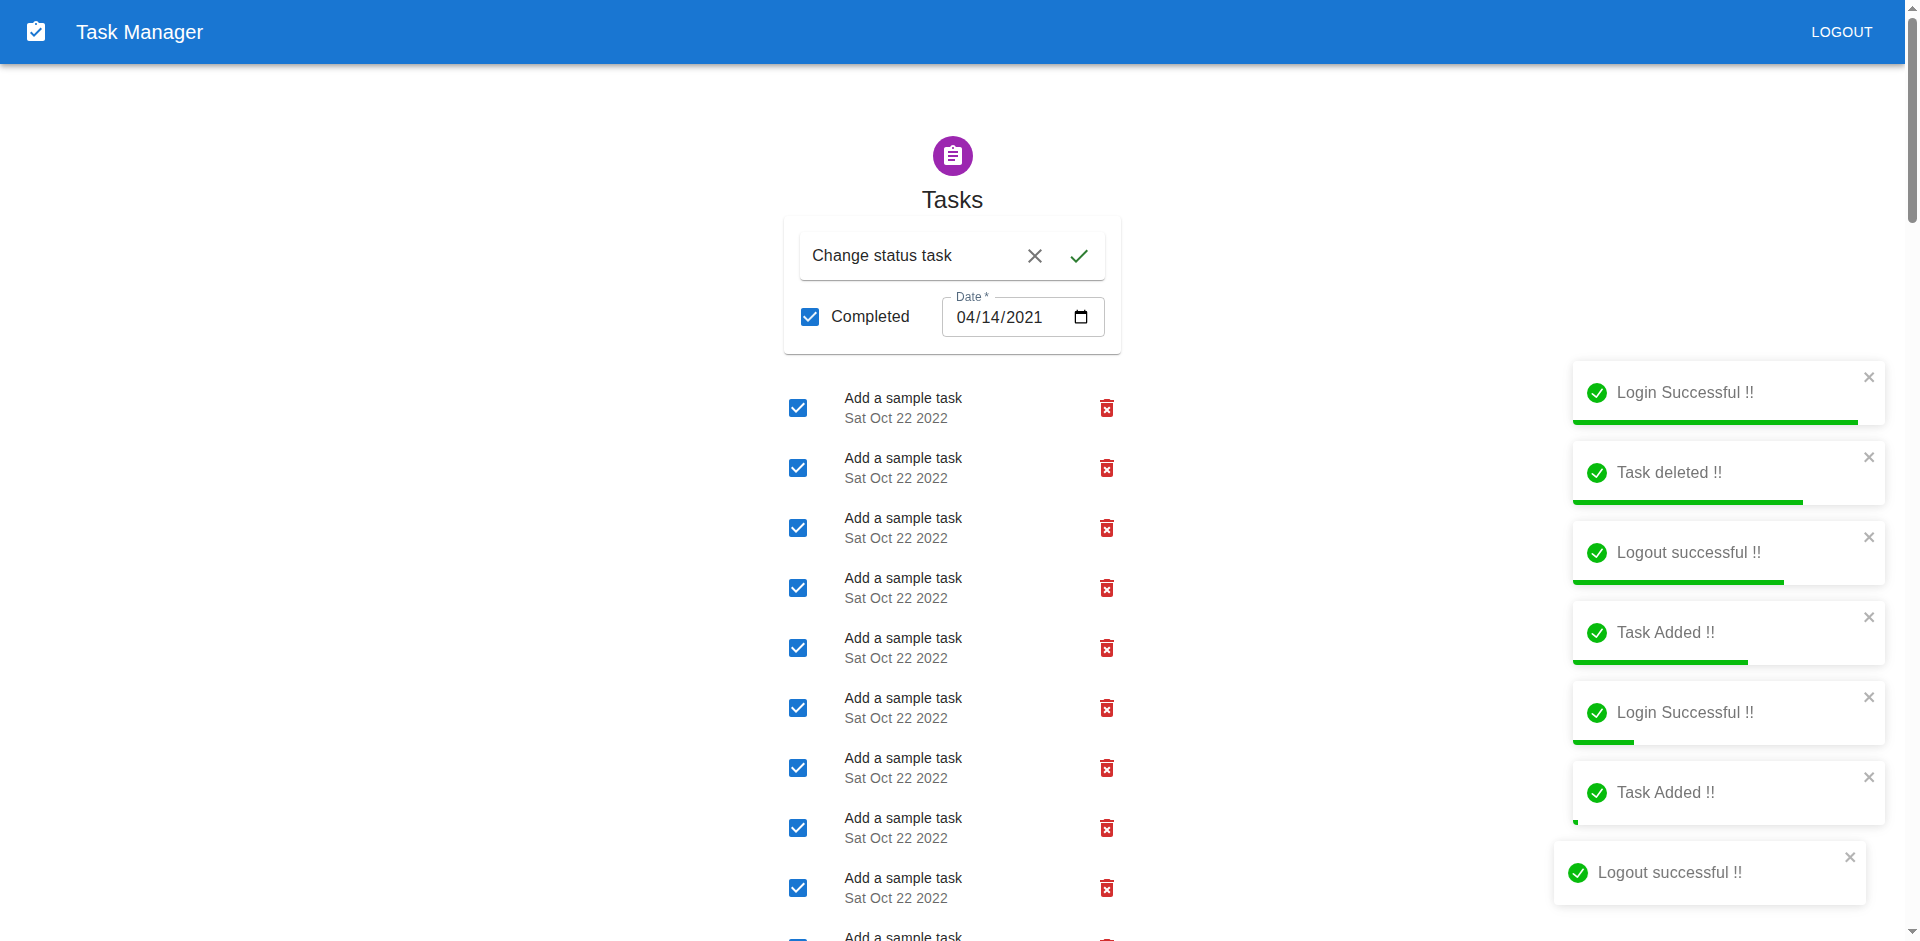 Task Manager
LOGOUT
Tasks
Change status task
Completed
Date *
04/14/2021
Add a sample task
Sat Oct 22 2022
Add a sample task
Sat Oct 22 2022
Add a sample task
Sat Oct 22 2022
Add a sample task
Sat Oct 22 2022
Add a sample task
Sat Oct 22 2022
Add a sample task
Sat Oct 22 2022
Add a sample task
Sat Oct 22 2022
Add a sample task
Sat Oct 22 2022
Add a sample task
Sat Oct 22 2022
Add a sample task
Login Successful !!
Task deleted !!
Logout successful !!
Task Added !!
Login Successful !!
Task Added !!
Logout successful !!